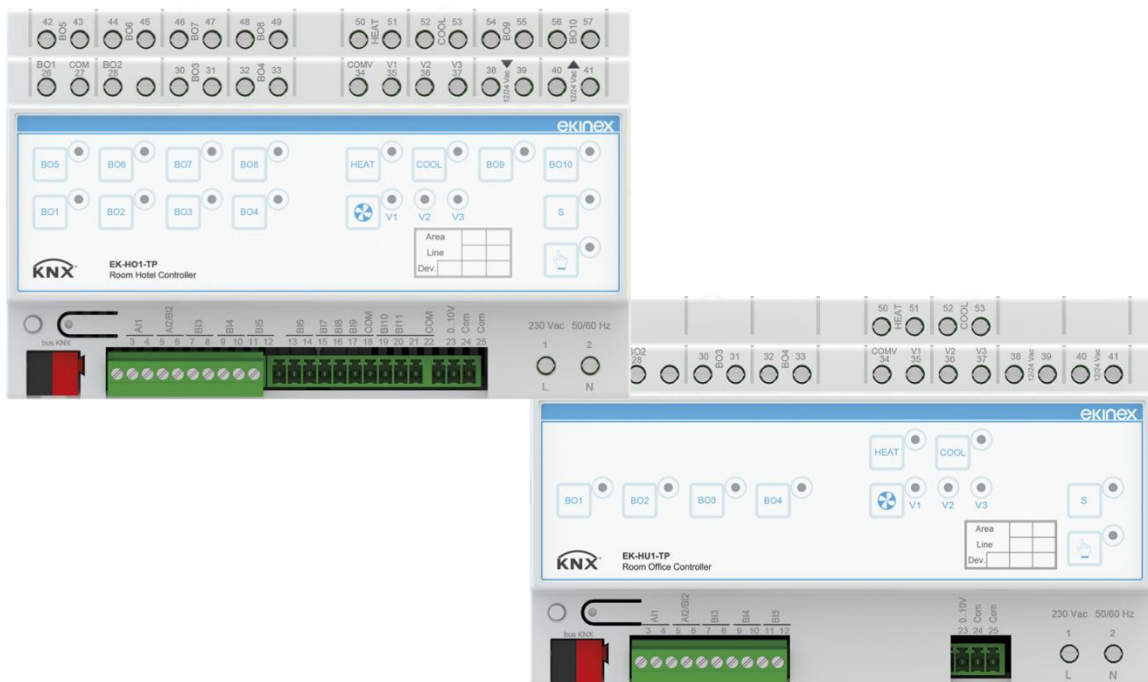 42 BO5 43 44 BO6 45 46 BO7 47 48 BO8 49 50 HEAT 51 52 COOL 53 54 BO9 55 56 BO10 57
BO1 COM BO2 COMV V1 V2 V3
26 27 28 30 BO3 31 32 BO4 33 34 35 36 37 38 12/24 Vac 39 40 12/24 Vac 41
ekinex
BO5 BO6 BO7 BO8 HEAT COOL BO9 BO10
BO1 BO2 BO3 BO4 V1 V2 V3 S
Area
Line
Dev.
KNX
EK-HO1-TP
Room Hotel Controller
AI1 AI2/BI2 BI3 BI4 BI5 BI6 BI7 BI8 BI9 COM BI10 BI11 COM 0..10V Com Com
3 4 5 6 7 8 9 10 11 12 13 14 15 16 17 18 19 20 21 22 23 24 25
230 Vac 50/60 Hz
bus KNX
1 2
L N
50 HEAT 51 52 COOL 53
BO2 COMV V1 V2 V3
28 30 BO3 31 32 BO4 33 34 35 36 37 38 12/24 Vac 39 40 12/24 Vac 41
ekinex
HEAT COOL
BO1 BO2 BO3 BO4 V1 V2 V3 S
Area
Line
Dev.
KNX
EK-HU1-TP
Room Office Controller
AI1 AI2/BI2 BI3 BI4 BI5 0..10V Com Com
3 4 5 6 7 8 9 10 11 12 23 24 25
230 Vac 50/60 Hz
bus KNX
1 2
L N